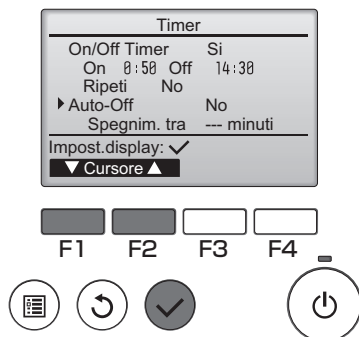 Timer
On/Off Timer Si
On 8:50 Off 14:30
Ripeti No
Auto-Off No
Spegnim. tra --- minuti
Impost.display:
Cursore
F1 F2 F3 F4